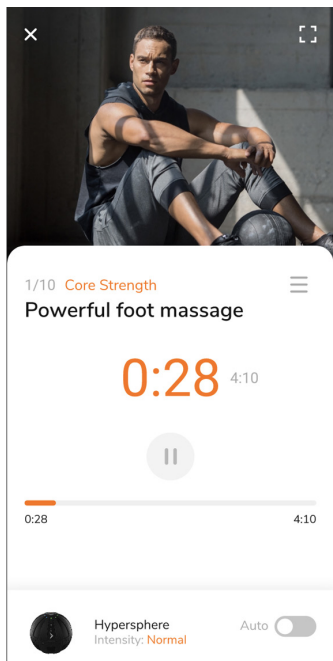 1/10 Core Strength
Powerful foot massage
0:28 4:10
0:28 4:10
Hypersphere
Intensity: Normal
Auto